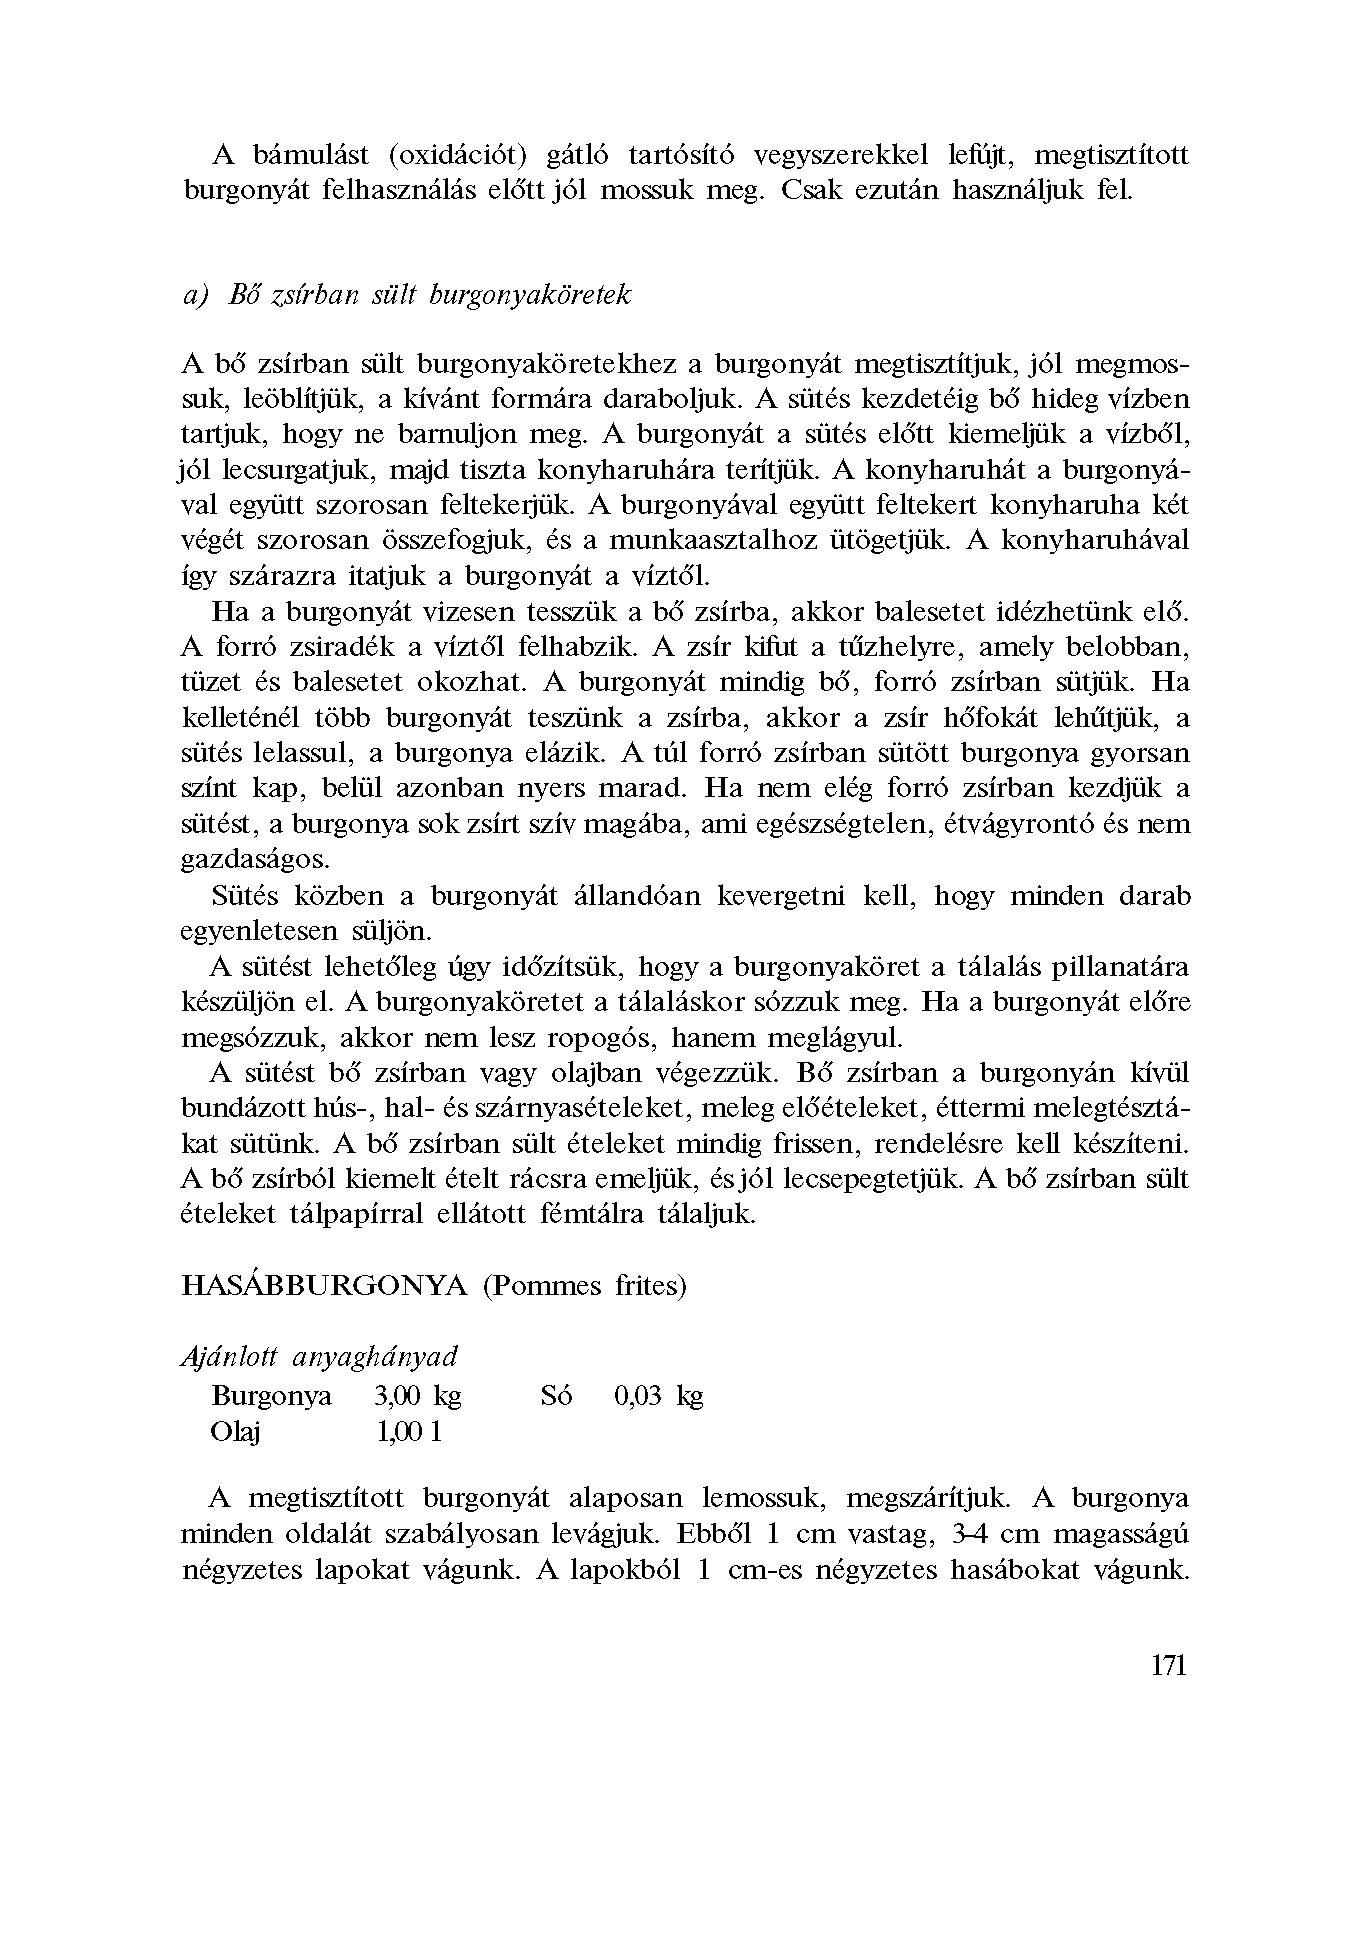 A bámulást (oxidációt) gátló tartósító vegyszerekkel lefújt, megtisztított
burgonyát felhasználás előtt jól mossuk meg. Csak ezután használjuk fel.
a) Bő zsírban sült burgonyaköretek
A bő zsírban sült burgonyaköretekhez a burgonyát megtisztítjuk, jól megmos-
suk, leöblítjük, a kívánt formára daraboljuk. A sütés kezdetéig bő hideg vízben
tartjuk, hogy ne barnuljon meg. A burgonyát a sütés előtt kiemeljük a vízből,
jól lecsurgatjuk, majd tiszta konyharuhára terítjük. A konyharuhát a burgonyá-
val együtt szorosan feltekerjük. A burgonyával együtt feltekert konyharuha két
végét szorosan összefogjuk, és a munkaasztalhoz ütögetjük. A konyharuhával
így szárazra itatjuk a burgonyát a víztől.
Ha a burgonyát vizesen tesszük a bő zsírba, akkor balesetet idézhetünk elő.
A forró zsiradék a víztől felhabzik. A zsír kifut a tűzhelyre, amely belobban,
tüzet és balesetet okozhat. A burgonyát mindig bő, forró zsírban sütjük. Ha
kelleténél több burgonyát teszünk a zsírba, akkor a zsír hőfokát lehűtjük, a
sütés lelassul, a burgonya elázik. A túl forró zsírban sütött burgonya gyorsan
színt kap, belül azonban nyers marad. Ha nem elég forró zsírban kezdjük a
sütést, a burgonya sok zsírt szív magába, ami egészségtelen, étvágyrontó és nem
gazdaságos.
Sütés közben a burgonyát állandóan kevergetni kell, hogy minden darab
egyenletesen süljön.
A sütést lehetőleg úgy időzítsük, hogy a burgonyaköret a tálalás pillanatára
készüljön el. A burgonyaköretet a tálaláskor sózzuk meg. Ha a burgonyát előre
megsózzuk, akkor nem lesz ropogós, hanem meglágyul.
A sütést bő zsírban vagy olajban végezzük. Bő zsírban a burgonyán kívül
bundázott hús-, hal- és szárnyasételeket, meleg előételeket, éttermi melegtésztá-
kat sütünk. A bő zsírban sült ételeket mindig frissen, rendelésre kell készíteni.
A bő zsírból kiemelt ételt rácsra emeljük, és jól lecsepegtetjük. A bő zsírban sült
ételeket tálpapírral ellátott fémtálra tálaljuk.
HASÁBBURGONYA (Pommes frites)
Ajánlott anyaghányad
Burgonya 3,00 kg Só 0,03 kg
Olaj 1,00 l
A megtisztított burgonyát alaposan lemossuk, megszárítjuk. A burgonya
minden oldalát szabályosan levágjuk. Ebből 1 cm vastag, 3-4 cm magasságú
négyzetes lapokat vágunk. A lapokból 1 cm-es négyzetes hasábokat vágunk.
171